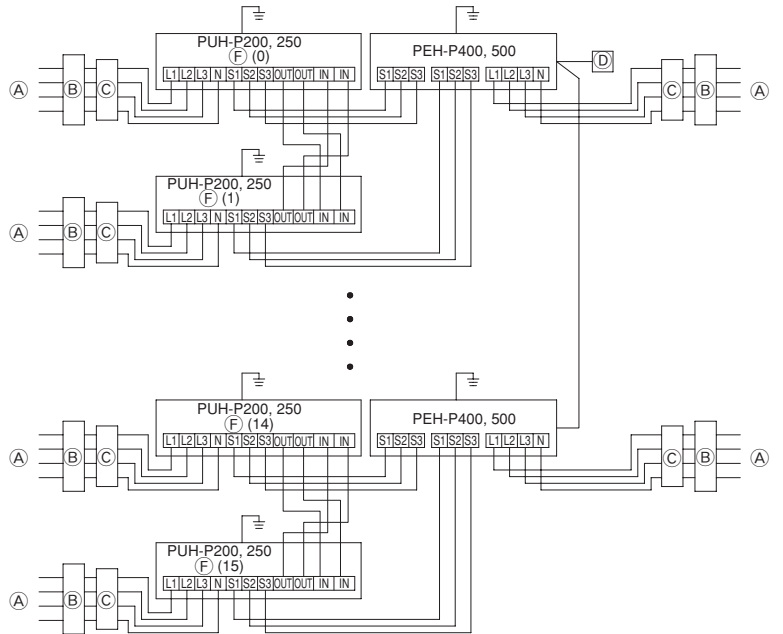 PUH-P200, 250
Ⓕ (0)
L1 L2 L3 N S1 S2 S3 OUT OUT IN IN
PEH-P400, 500
S1 S2 S3 S1 S2 S3 L1 L2 L3 N
Ⓓ
Ⓐ Ⓑ Ⓒ
Ⓒ Ⓑ Ⓐ
PUH-P200, 250
Ⓕ (1)
L1 L2 L3 N S1 S2 S3 OUT OUT IN IN
Ⓐ Ⓑ Ⓒ
PUH-P200, 250
Ⓕ (14)
L1 L2 L3 N S1 S2 S3 OUT OUT IN IN
PEH-P400, 500
S1 S2 S3 S1 S2 S3 L1 L2 L3 N
Ⓐ Ⓑ Ⓒ
Ⓒ Ⓑ Ⓐ
PUH-P200, 250
Ⓕ (15)
L1 L2 L3 N S1 S2 S3 OUT OUT IN IN
Ⓐ Ⓑ Ⓒ